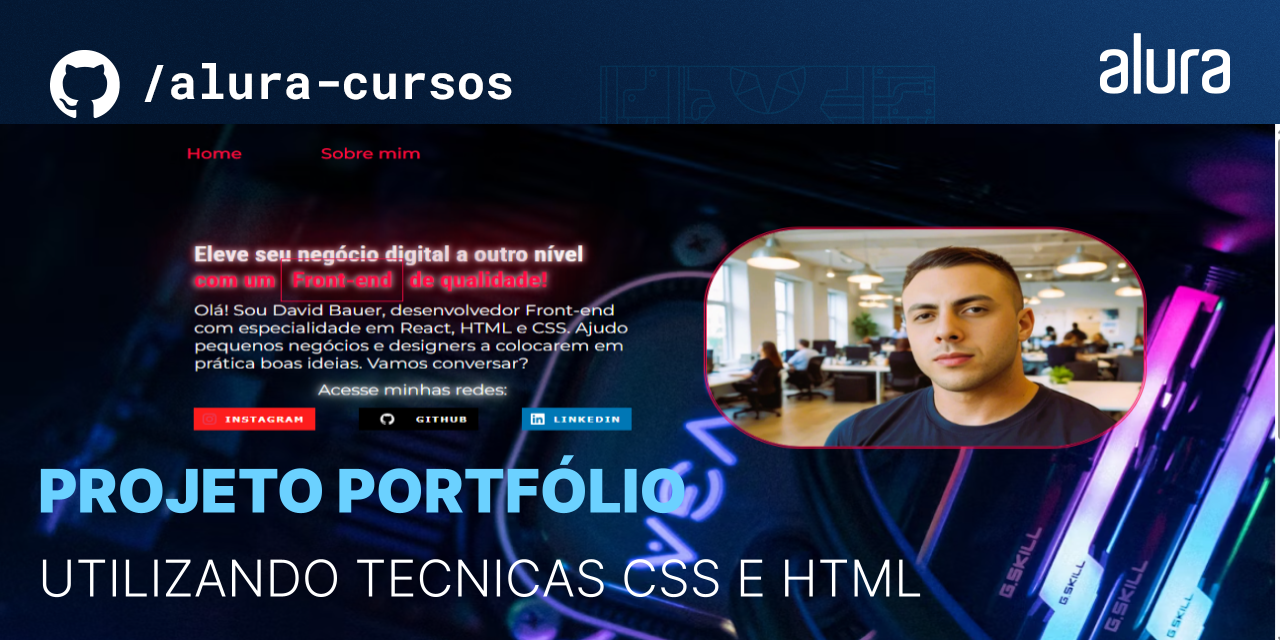 /alura-cursos
alura
Home
Sobre mim
Eleve seu negócio digital a outro nível
com um Front-end de qualidade!
Olá! Sou David Bauer, desenvolvedor Front-end
com especialidade em React, HTML e CSS. Ajudo
pequenos negócios e designers a colocarem em
prática boas ideias. Vamos conversar?
Acesse minhas redes:
INSTAGRAM
GITHUB
LINKEDIN
PROJETO PORTFÓLIO
UTILIZANDO TECNICAS CSS E HTML
G.SKILL
G.SKILL
G.SKILL
G.SKILL